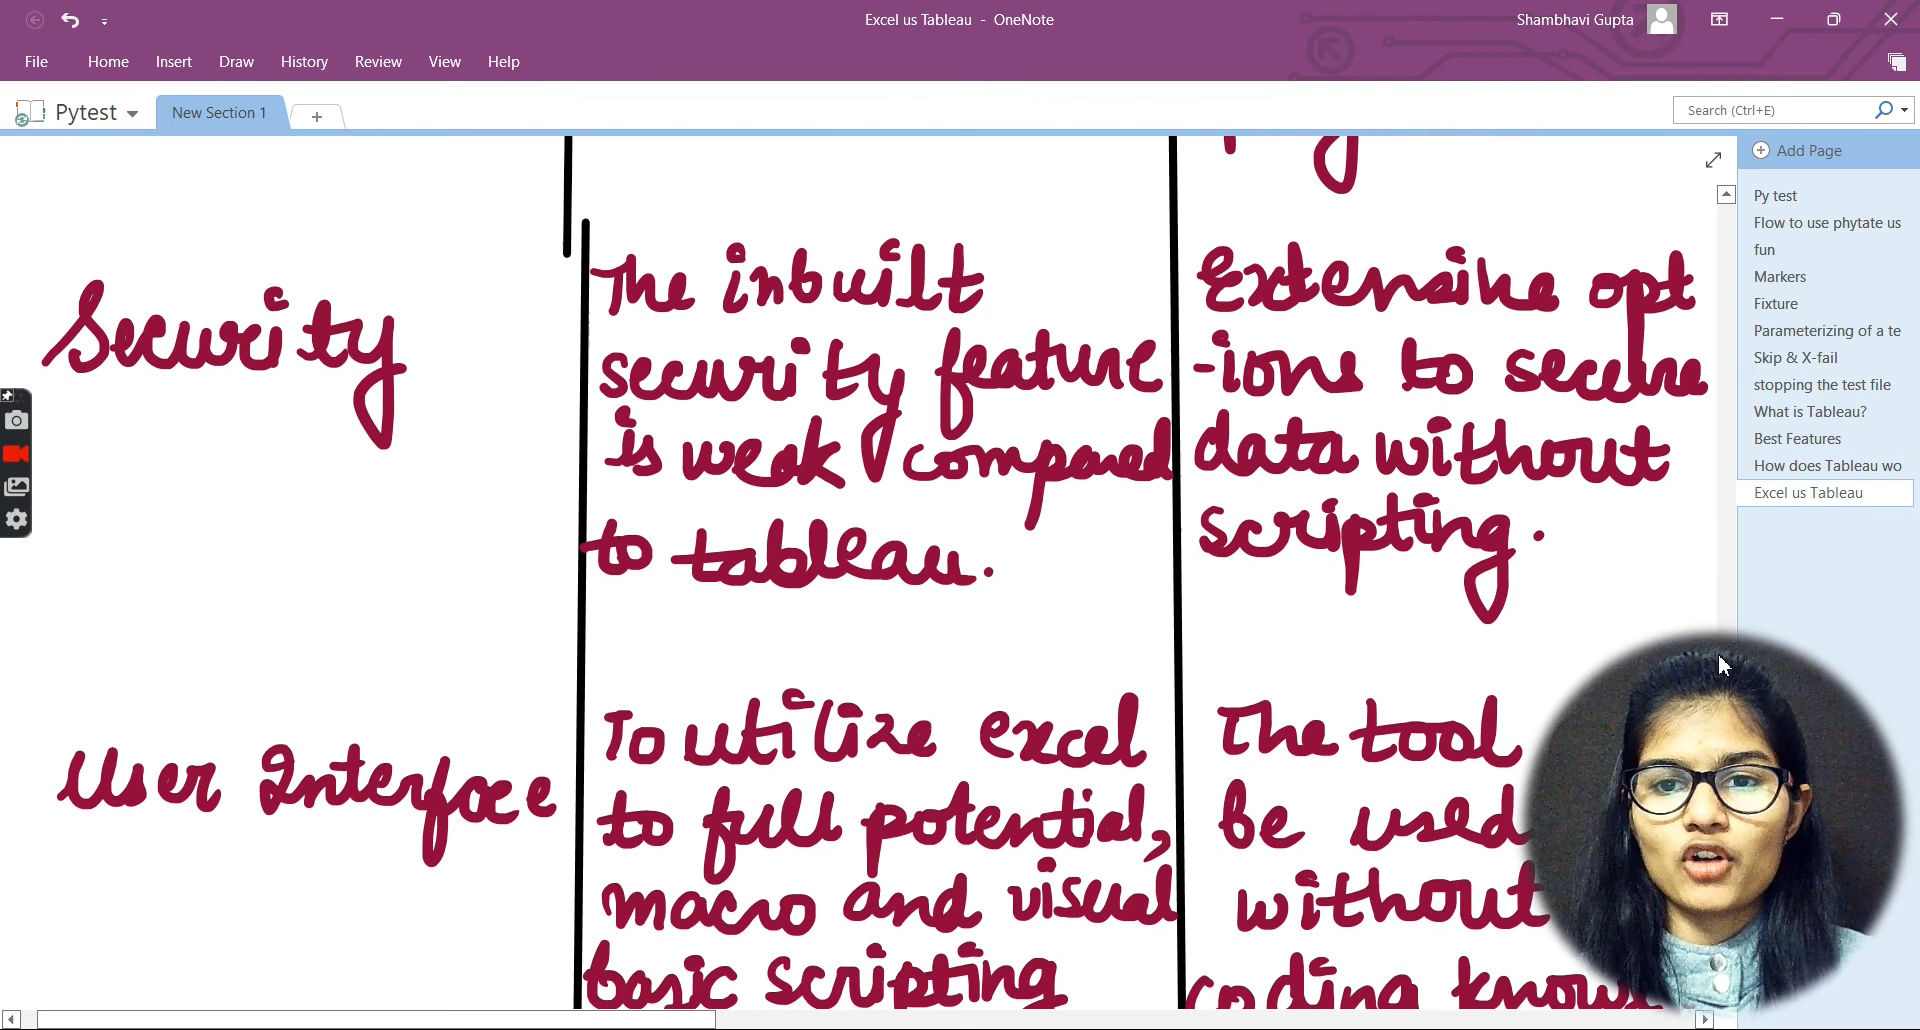 Excel us Tableau - OneNote
Shambhavi Gupta
File Home Insert Draw History Review View Help
Pytest
New Section 1
+
Search (Ctrl+E)
Add Page
Py test
Flow to use phytate us
fun
Markers
Fixture
Parameterizing of a te
Skip & X-fail
stopping the test file
What is Tableau?
Best Features
How does Tableau wo
Excel us Tableau
Security
The inbuilt
security feature
is weak compared
to tableau.
Extensive opt
-ions to secure
data without
scripting.
User Interface
To utilize excel
to full potential,
macro and visual
basic scripting
The tool
be used
without
coding